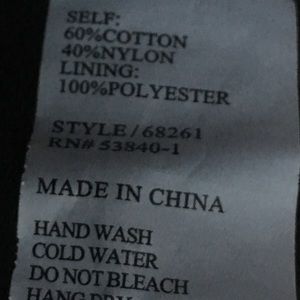 SELF:
60%COTTON
40%NYLON
LINING:
100%POLYESTER
STYLE/68261
RN# 53840-1
MADE IN CHINA
HAND WASH
COLD WATER
DO NOT BLEACH
HANG DRY